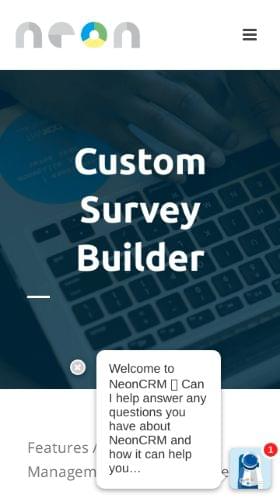 neon
Custom
Survey
Builder
Welcome to
NeonCRM ▯ Can
I help answer any
questions you
have about
NeonCRM and
how it can help
you...
1
Features /
Managem